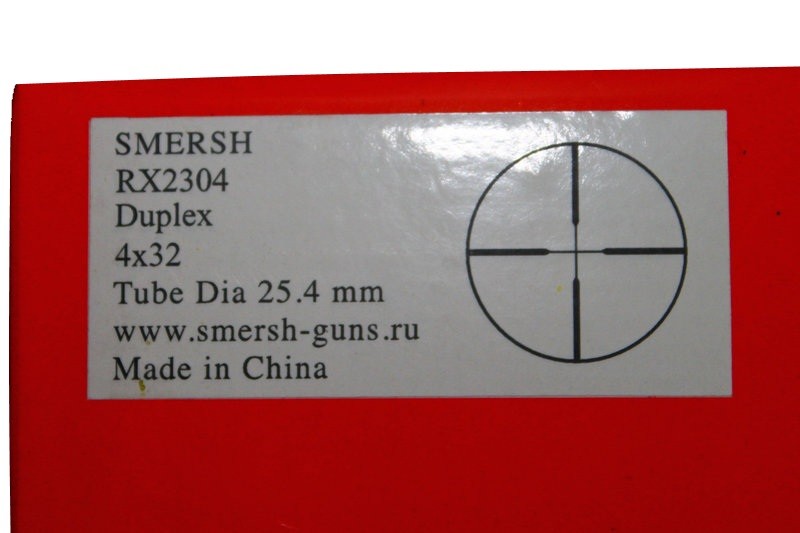 SMERSH
RX2304
Duplex
4x32
Tube Dia 25.4 mm
www.smersh-guns.ru
Made in China